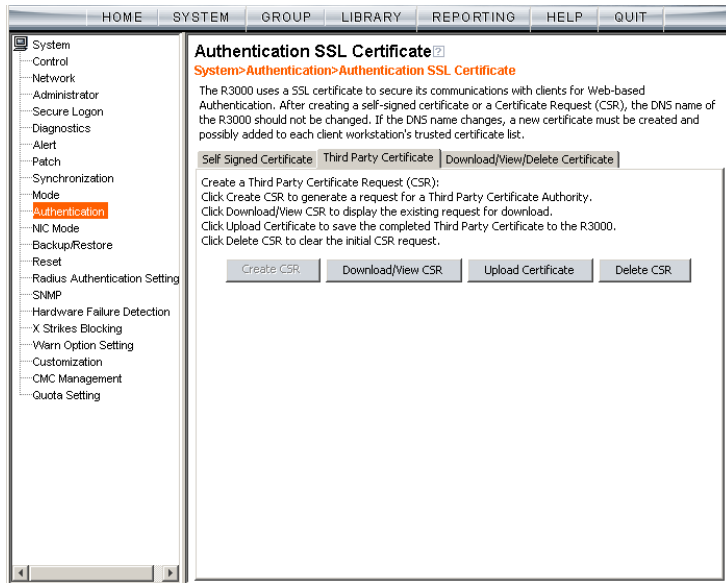 HOME SYSTEM GROUP LIBRARY REPORTING HELP QUIT
System
Control
Network
Administrator
Secure Logon
Diagnostics
Alert
Patch
Synchronization
Mode
Authentication
NIC Mode
Backup/Restore
Reset
Radius Authentication Setting
SNMP
Hardware Failure Detection
X Strikes Blocking
Warn Option Setting
Customization
CMC Management
Quota Setting
Authentication SSL Certificate ?
System>Authentication>Authentication SSL Certificate
The R3000 uses a SSL certificate to secure its communications with clients for Web-based
Authentication. After creating a self-signed certificate or a Certificate Request (CSR), the DNS name of
the R3000 should not be changed. If the DNS name changes, a new certificate must be created and
possibly added to each client workstation's trusted certificate list.
Self Signed Certificate Third Party Certificate Download/View/Delete Certificate
Create a Third Party Certificate Request (CSR):
Click Create CSR to generate a request for a Third Party Certificate Authority.
Click Download/View CSR to display the existing request for download.
Click Upload Certificate to save the completed Third Party Certificate to the R3000.
Click Delete CSR to clear the initial CSR request.
Create CSR Download/View CSR Upload Certificate Delete CSR